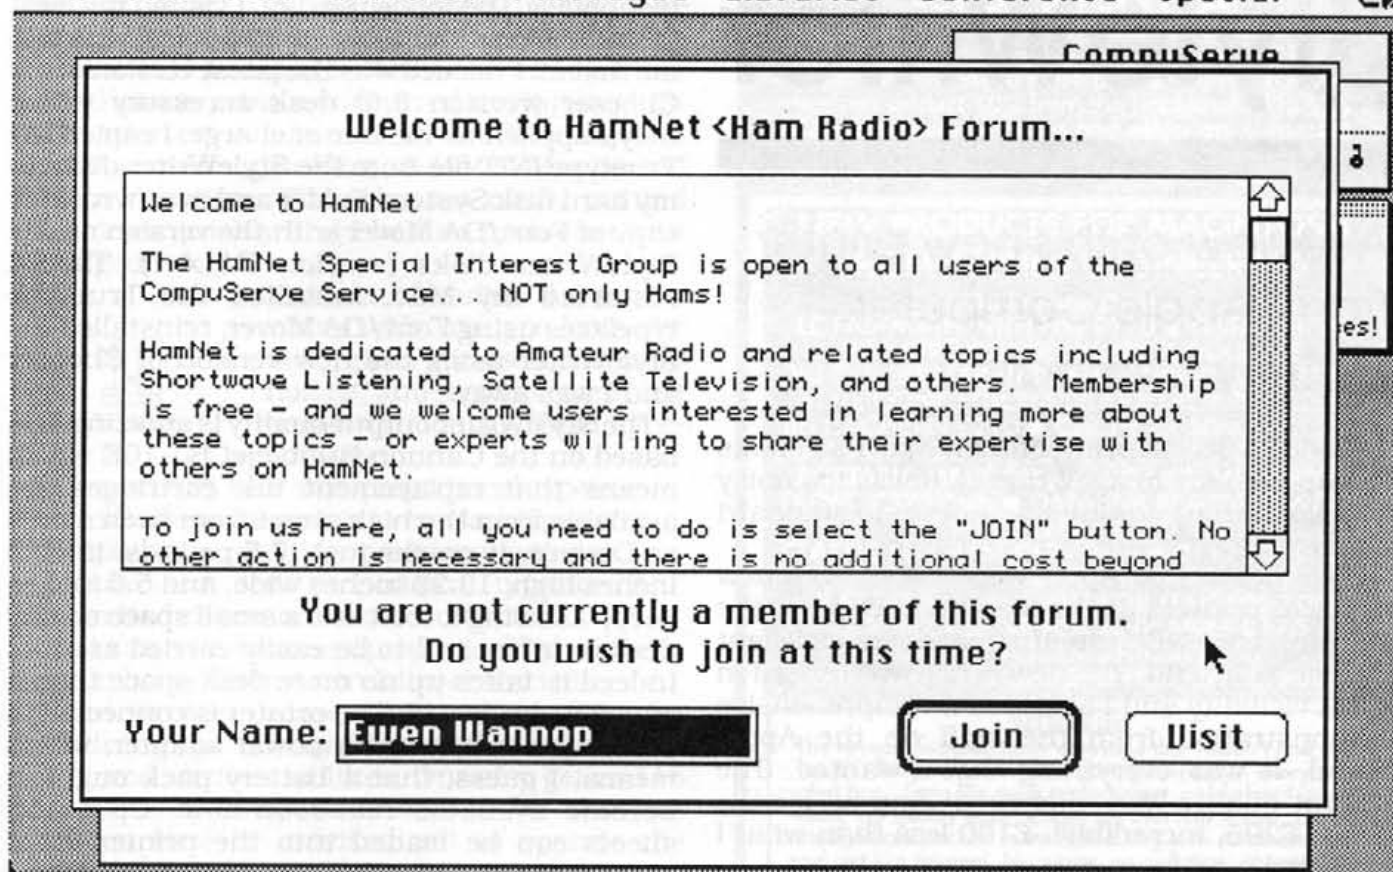 Conference Special
CompuServe
Welcome to HamNet <Ham Radio> Forum...
Welcome to HamNet
The HamNet Special Interest Group is open to all users of the
CompuServe Service... NOT only Hams!
HamNet is dedicated to Amateur Radio and related topics including
Shortwave Listening, Satellite Television, and others. Membership
is free - and we welcome users interested in learning more about
these topics - or experts willing to share their expertise with
others on HamNet.
To join us here, all you need to do is select the "JOIN" button. No
other action is necessary and there is no additional cost beyond
es!
You are not currently a member of this forum.
Do you wish to join at this time?
Your Name: Ewen Wannop
Join
Visit